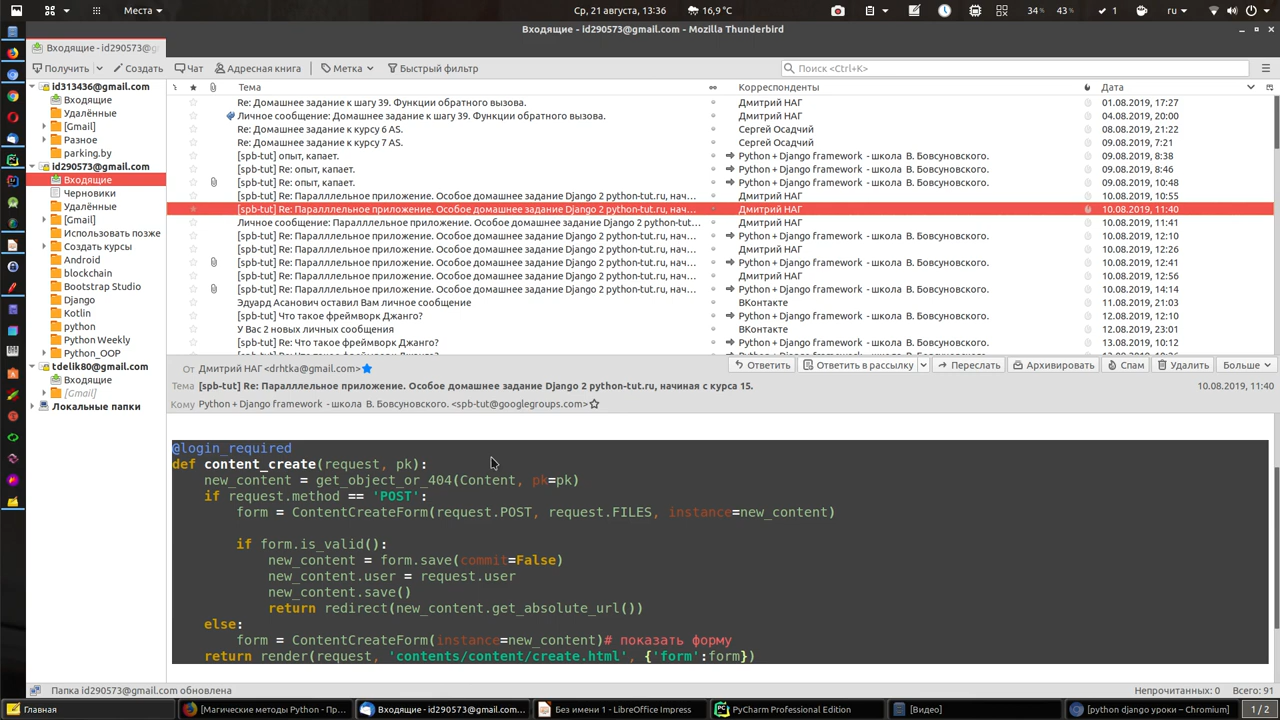 Места
Ср, 21 августа, 13:36
16,9 °C
34% 43% 1 ru
Входящие - id290573@gmail.com - Mozilla Thunderbird
Входящие - id290573@g
Получить Создать Чат Адресная книга Метка Быстрый фильтр Поиск <Ctrl+K>
id313436@gmail.com
Входящие
Удалённые
[Gmail]
Разное
parking.by
id290573@gmail.com
Входящие
Черновики
Удалённые
[Gmail]
Использовать позже
Создать курсы
Android
blockchain
Bootstrap Studio
Django
Kotlin
python
Python Weekly
Python_OOP
tdelik80@gmail.com
Входящие
[Gmail]
Локальные папки
Тема Корреспонденты Дата
Re: Домашнее задание к шагу 39. Функции обратного вызова. Дмитрий НАГ 01.08.2019, 17:27
Личное сообщение: Домашнее задание к шагу 39. Функции обратного вызова. Дмитрий НАГ 04.08.2019, 20:00
Re: Домашнее задание к курсу 6 AS. Сергей Осадчий 08.08.2019, 21:22
Re: Домашнее задание к курсу 7 AS. Сергей Осадчий 09.08.2019, 7:21
[spb-tut] опыт, капает. Python + Django framework - школа В. Бовсуновского. 09.08.2019, 8:38
[spb-tut] Re: опыт, капает. Python + Django framework - школа В. Бовсуновского. 09.08.2019, 8:46
[spb-tut] Re: опыт, капает. Python + Django framework - школа В. Бовсуновского. 09.08.2019, 10:48
[spb-tut] Re: Паралллельное приложение. Особое домашнее задание Django 2 python-tut.ru, нач… Дмитрий НАГ 10.08.2019, 10:55
[spb-tut] Re: Паралллельное приложение. Особое домашнее задание Django 2 python-tut.ru, нач… Дмитрий НАГ 10.08.2019, 11:40
Личное сообщение: Паралллельное приложение. Особое домашнее задание Django 2 python-tut… Дмитрий НАГ 10.08.2019, 11:41
[spb-tut] Re: Паралллельное приложение. Особое домашнее задание Django 2 python-tut.ru, нач… Python + Django framework - школа В. Бовсуновского. 10.08.2019, 12:10
[spb-tut] Re: Паралллельное приложение. Особое домашнее задание Django 2 python-tut.ru, нач… Дмитрий НАГ 10.08.2019, 12:26
[spb-tut] Re: Паралллельное приложение. Особое домашнее задание Django 2 python-tut.ru, нач… Python + Django framework - школа В. Бовсуновского. 10.08.2019, 12:41
[spb-tut] Re: Паралллельное приложение. Особое домашнее задание Django 2 python-tut.ru, нач… Дмитрий НАГ 10.08.2019, 12:56
[spb-tut] Re: Паралллельное приложение. Особое домашнее задание Django 2 python-tut.ru, нач… Python + Django framework - школа В. Бовсуновского. 10.08.2019, 14:14
Эдуард Асанович оставил Вам личное сообщение ВКонтакте 11.08.2019, 21:03
[spb-tut] Что такое фреймворк Джанго? Python + Django framework - школа В. Бовсуновского. 12.08.2019, 12:10
У Вас 2 новых личных сообщения ВКонтакте 12.08.2019, 23:01
[spb-tut] Re: Что такое фреймворк Джанго? Python + Django framework - школа В. Бовсуновского. 13.08.2019, 10:12
От Дмитрий НАГ <drhtka@gmail.com> Ответить Ответить в рассылку Переслать Архивировать Спам Удалить Больше
Тема [spb-tut] Re: Паралллельное приложение. Особое домашнее задание Django 2 python-tut.ru, начиная с курса 15. 10.08.2019, 11:40
Кому Python + Django framework - школа В. Бовсуновского. <spb-tut@googlegroups.com>
@login_required
def content_create(request, pk):
new_content = get_object_or_404(Content, pk=pk)
if request.method == 'POST':
form = ContentCreateForm(request.POST, request.FILES, instance=new_content)
if form.is_valid():
new_content = form.save(commit=False)
new_content.user = request.user
new_content.save()
return redirect(new_content.get_absolute_url())
else:
form = ContentCreateForm(instance=new_content)# показать форму
return render(request, 'contents/content/create.html', {'form':form})
Папка id290573@gmail.com обновлена Непрочитанных: 0 Всего: 91
Главная [Магические методы Python - Пр… Входящие - id290573@gmail.com… Без имени 1 - LibreOffice Impress PyCharm Professional Edition [Видео] [python django уроки – Chromium] 1 / 2